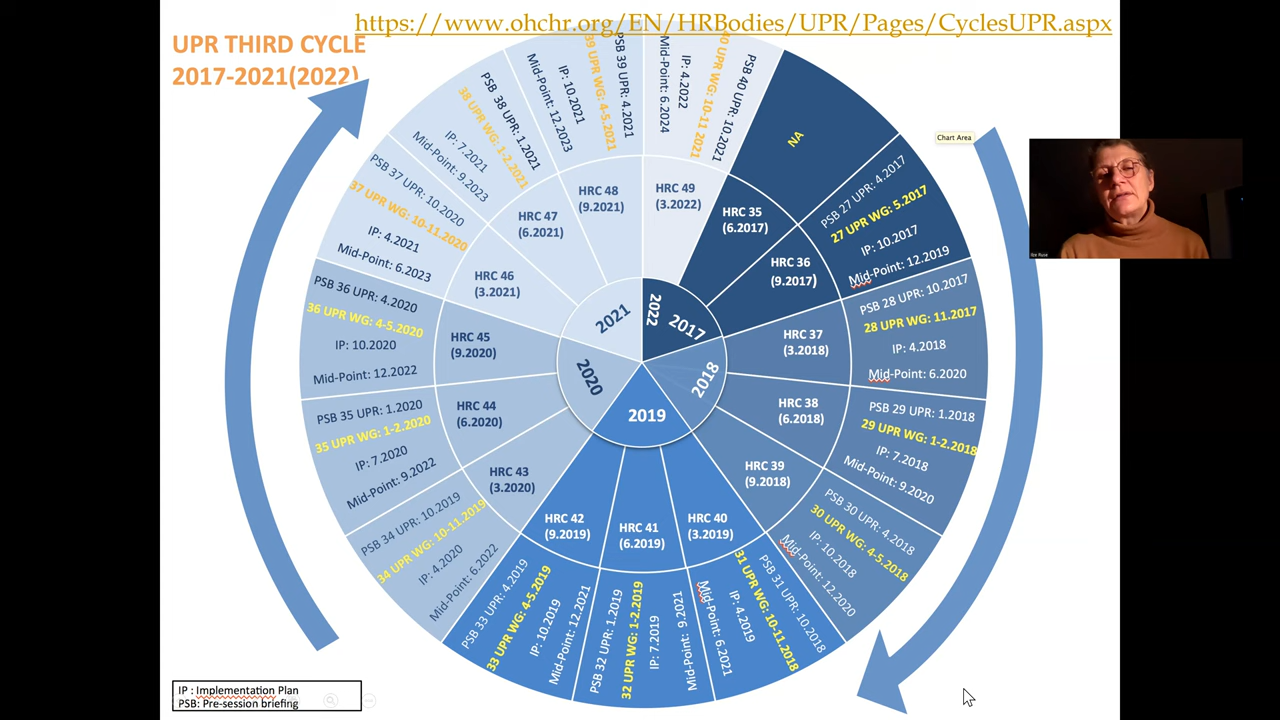 https://www.ohchr.org/EN/HRBodies/UPR/Pages/CyclesUPR.aspx
UPR THIRD CYCLE
2017-2021(2022)
Chart Area
NA
HRC 35
(6.2017)
PSB 27 UPR: 4.2017
27 UPR WG: 5.2017
IP: 10.2017
Mid-Point: 12.2019
HRC 36
(9.2017)
PSB 28 UPR: 10.2017
28 UPR WG: 11.2017
IP: 4.2018
Mid-Point: 6.2020
HRC 37
(3.2018)
PSB 29 UPR: 1.2018
29 UPR WG: 1-2.2018
IP: 7.2018
Mid-Point: 9.2020
HRC 38
(6.2018)
PSB 30 UPR: 4.2018
30 UPR WG: 4-5.2018
IP: 10.2018
Mid-Point: 12.2020
HRC 39
(9.2018)
PSB 31 UPR: 10.2018
31 UPR WG: 10-11.2018
IP: 4.2019
Mid-Point: 6.2021
HRC 40
(3.2019)
PSB 32 UPR: 1.2019
32 UPR WG: 1-2.2019
IP: 7.2019
Mid-Point: 9.2021
HRC 41
(6.2019)
PSB 33 UPR: 4.2019
33 UPR WG: 4-5.2019
IP: 10.2019
Mid-Point: 12.2021
HRC 42
(9.2019)
PSB 34 UPR: 10.2019
34 UPR WG: 10-11.2019
IP: 4.2020
Mid-Point: 6.2022
HRC 43
(3.2020)
PSB 35 UPR: 1.2020
35 UPR WG: 1-2.2020
IP: 7.2020
Mid-Point: 9.2022
HRC 44
(6.2020)
PSB 36 UPR: 4.2020
36 UPR WG: 4-5.2020
IP: 10.2020
Mid-Point: 12.2022
HRC 45
(9.2020)
PSB 37 UPR: 10.2020
37 UPR WG: 10-11.2020
IP: 4.2021
Mid-Point: 6.2023
HRC 46
(3.2021)
PSB 38 UPR: 1.2021
38 UPR WG: 1-2.2021
IP: 7.2021
Mid-Point: 9.2023
HRC 47
(6.2021)
PSB 39 UPR: 4.2021
39 UPR WG: 4-5.2021
IP: 10.2021
Mid-Point: 12.2023
HRC 48
(9.2021)
PSB 40 UPR: 10.2021
40 UPR WG: 10-11 2021
IP: 4.2022
Mid-Point: 6.2024
HRC 49
(3.2022)
2022
2017
2018
2019
2020
2021
IP : Implementation Plan
PSB: Pre-session briefing